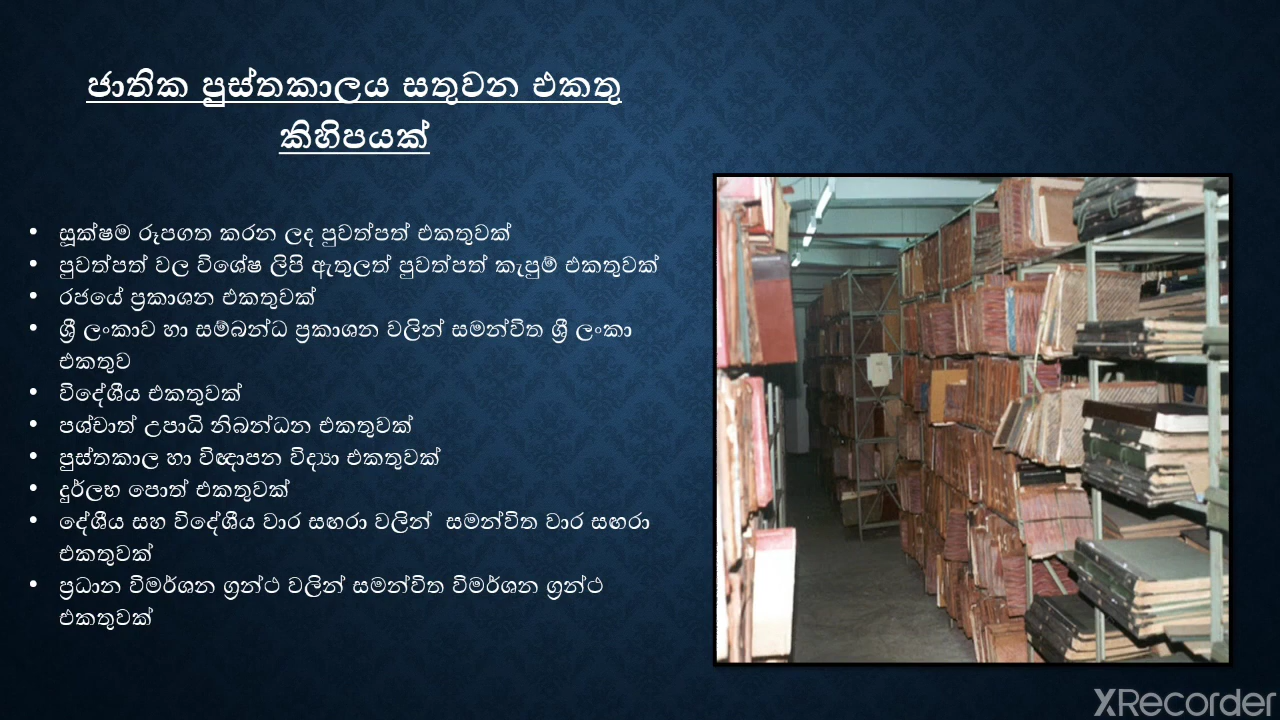 ජාතික පුස්තකාලය සතුවන එකතු
කිහිපයක්
• සූක්ෂම රූපගත කරන ලද පුවත්පත් එකතුවක්
• පුවත්පත් වල විශේෂ ලිපි ඇතුලත් පුවත්පත් කැපුම් එකතුවක්
• රජයේ ප්‍රකාශන එකතුවක්
• ශ්‍රී ලංකාව හා සම්බන්ධ ප්‍රකාශන වලින් සමන්විත ශ්‍රී ලංකා
එකතුව
• විදේශීය එකතුවක්
• පශ්චාත් උපාධි නිබන්ධන එකතුවක්
• පුස්තකාල හා විඥාපන විද්‍යා එකතුවක්
• දුර්ලභ පොත් එකතුවක්
• දේශීය සහ විදේශීය වාර සඟරා වලින් සමන්විත වාර සඟරා
එකතුවක්
• ප්‍රධාන විමර්ශන ග්‍රන්ථ වලින් සමන්විත විමර්ශන ග්‍රන්ථ
එකතුවක්
XRecorder